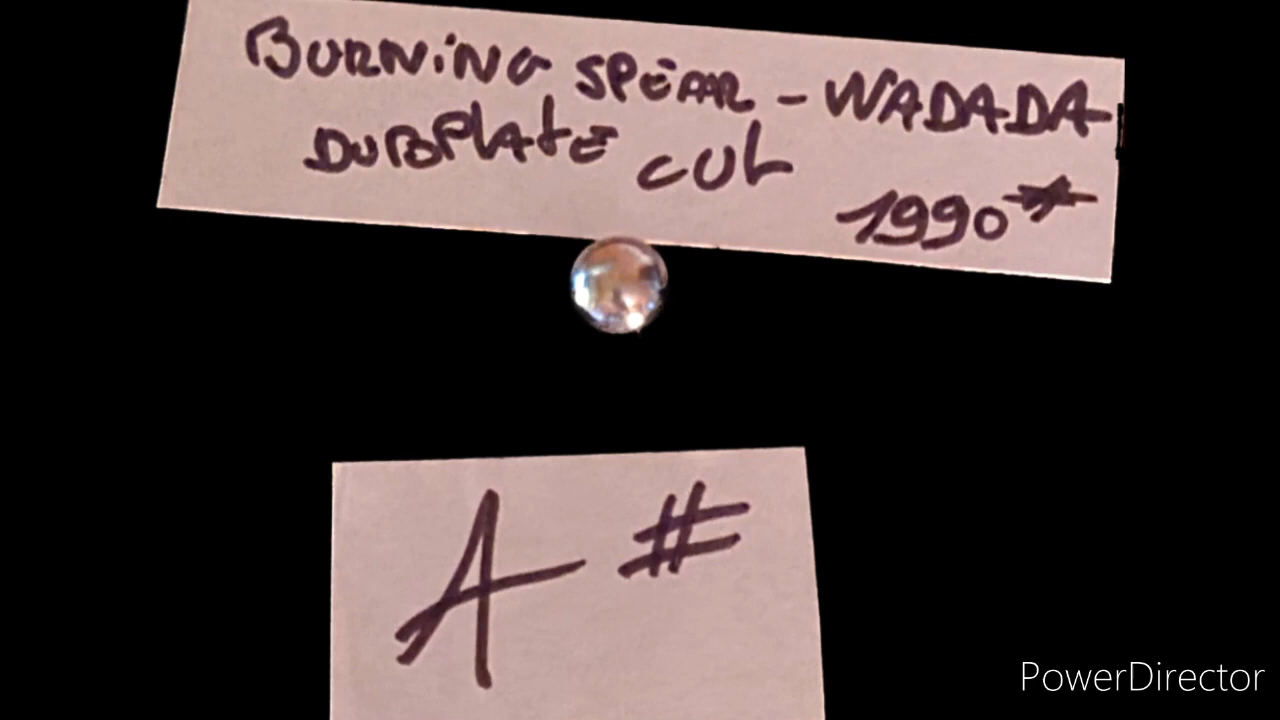 BURNiNG SPEAR - WADADA
DUBPLATE CUT
1990*
A #
PowerDirector